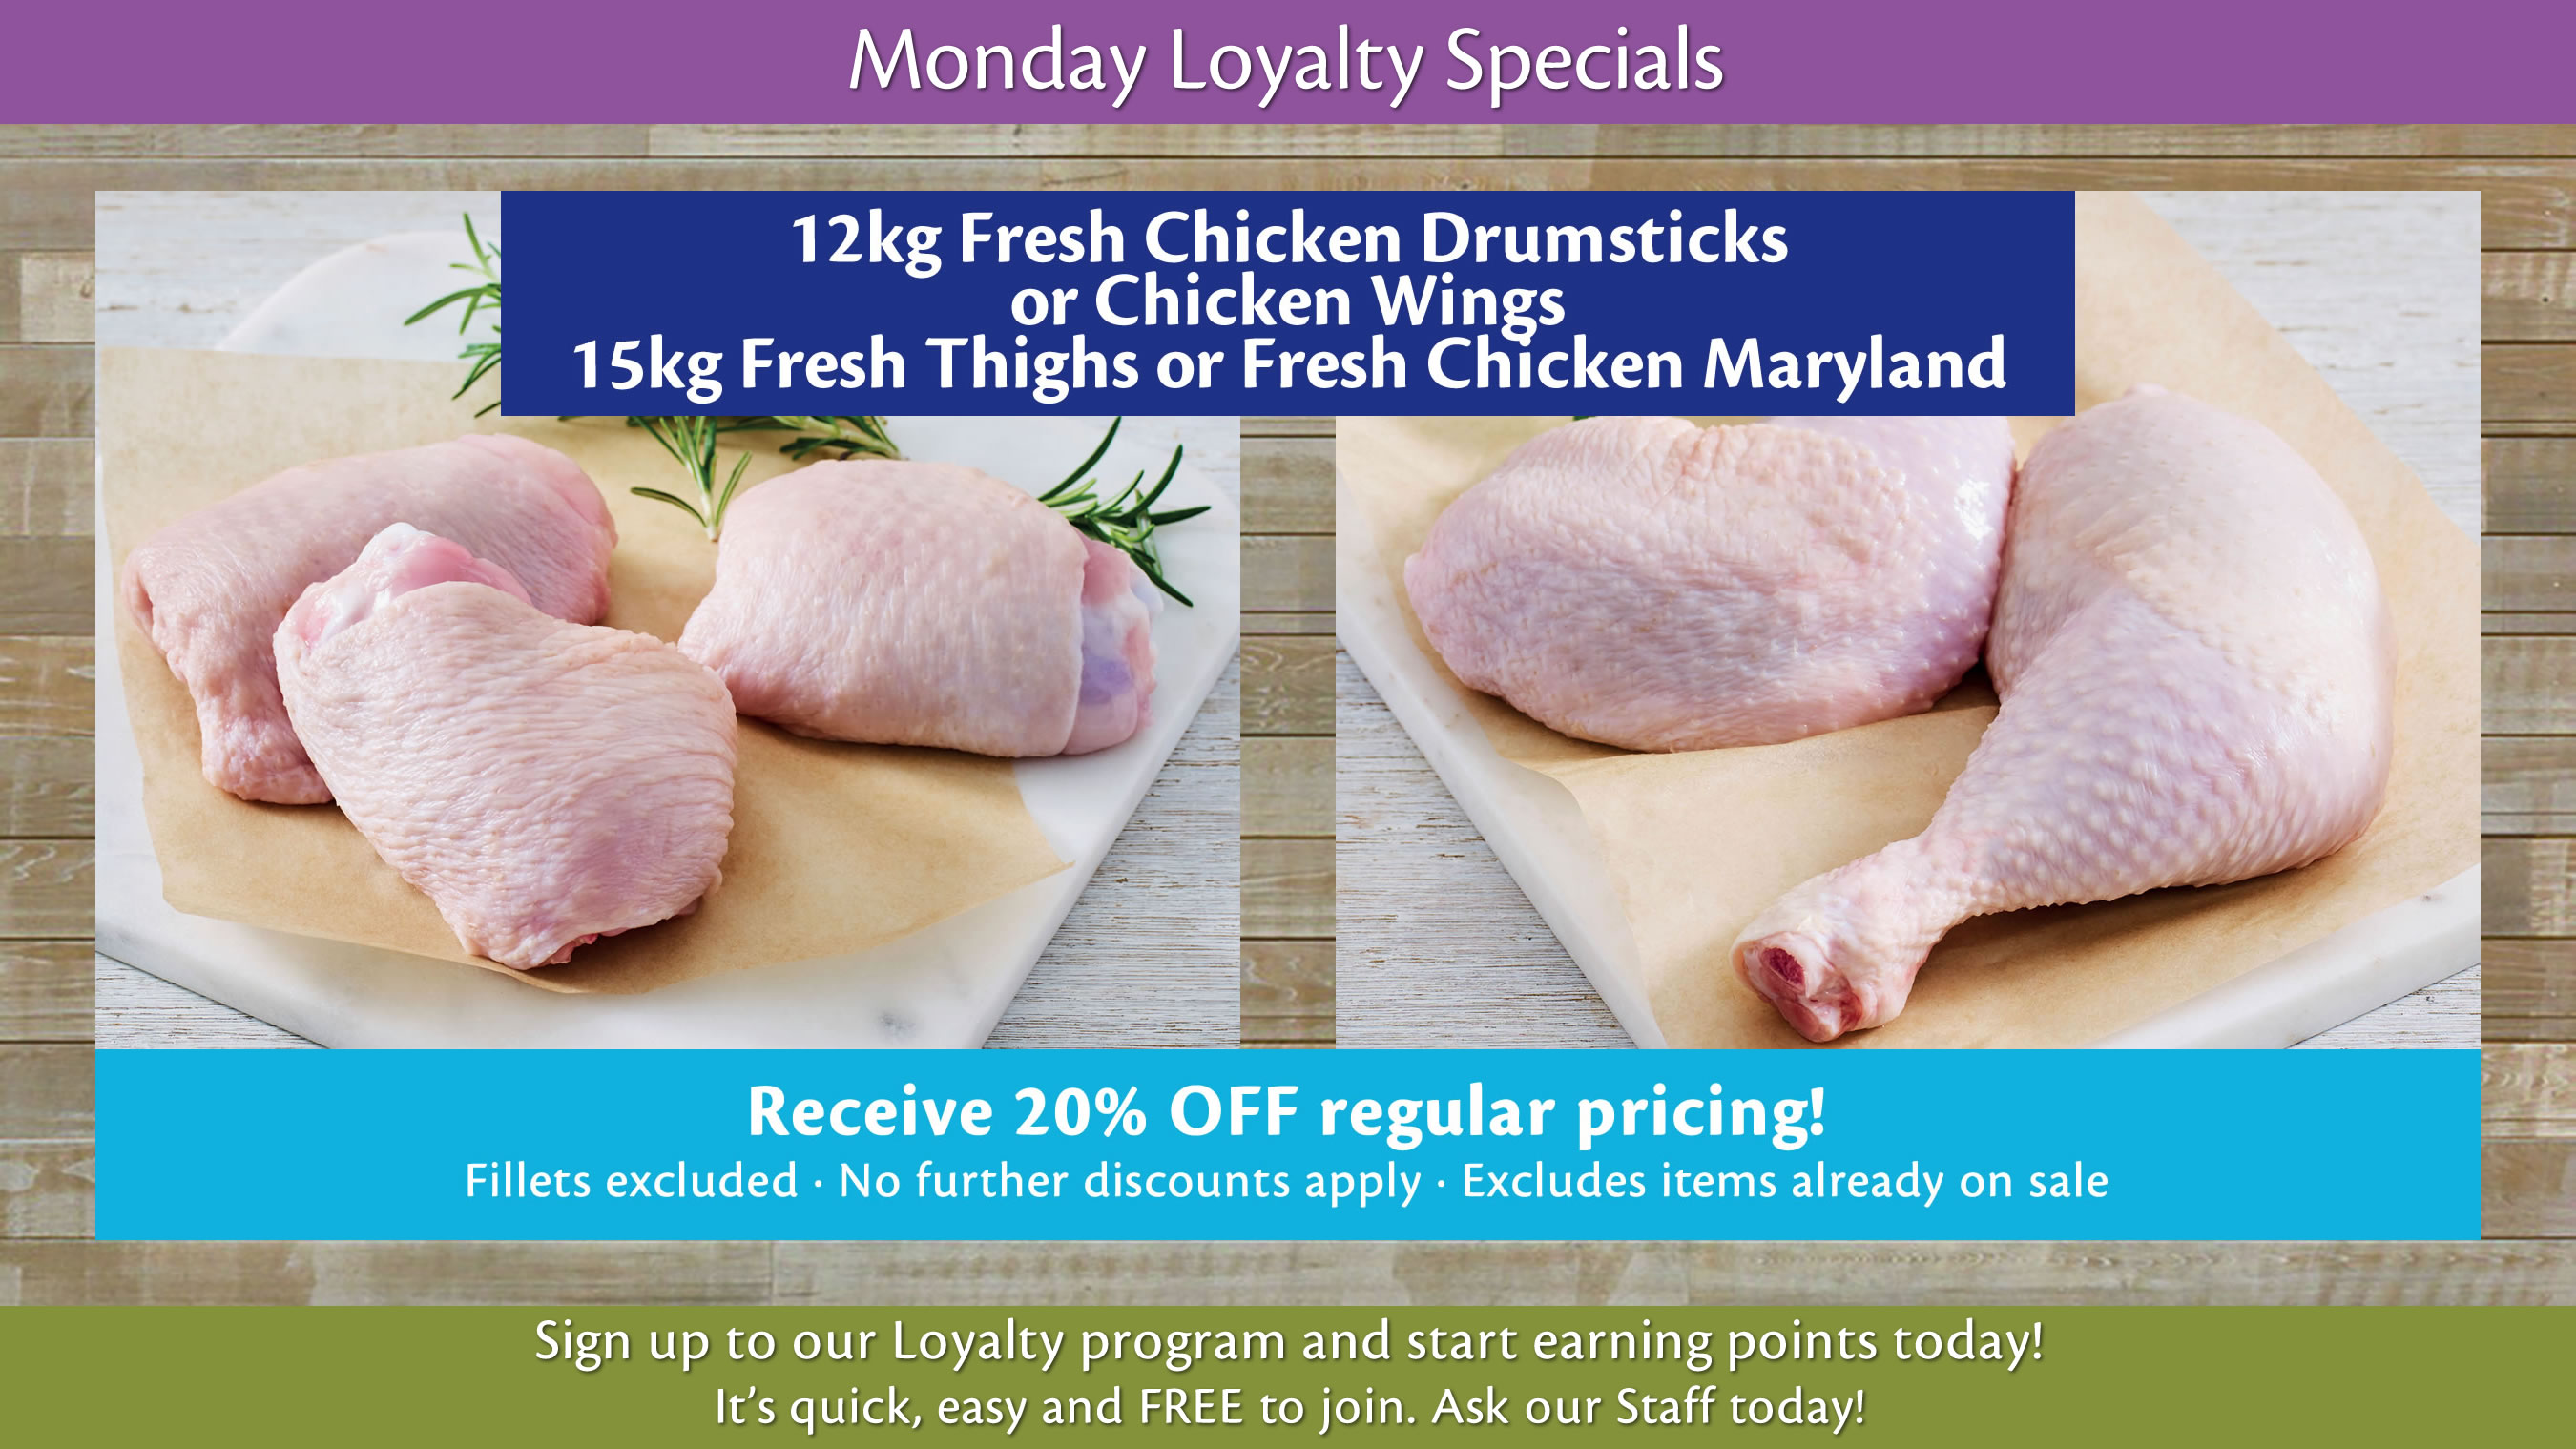 Monday Loyalty Specials
12kg Fresh Chicken Drumsticks
or Chicken Wings
15kg Fresh Thighs or Fresh Chicken Maryland
Receive 20% OFF regular pricing!
Fillets excluded · No further discounts apply · Excludes items already on sale
Sign up to our Loyalty program and start earning points today!
It’s quick, easy and FREE to join. Ask our Staff today!